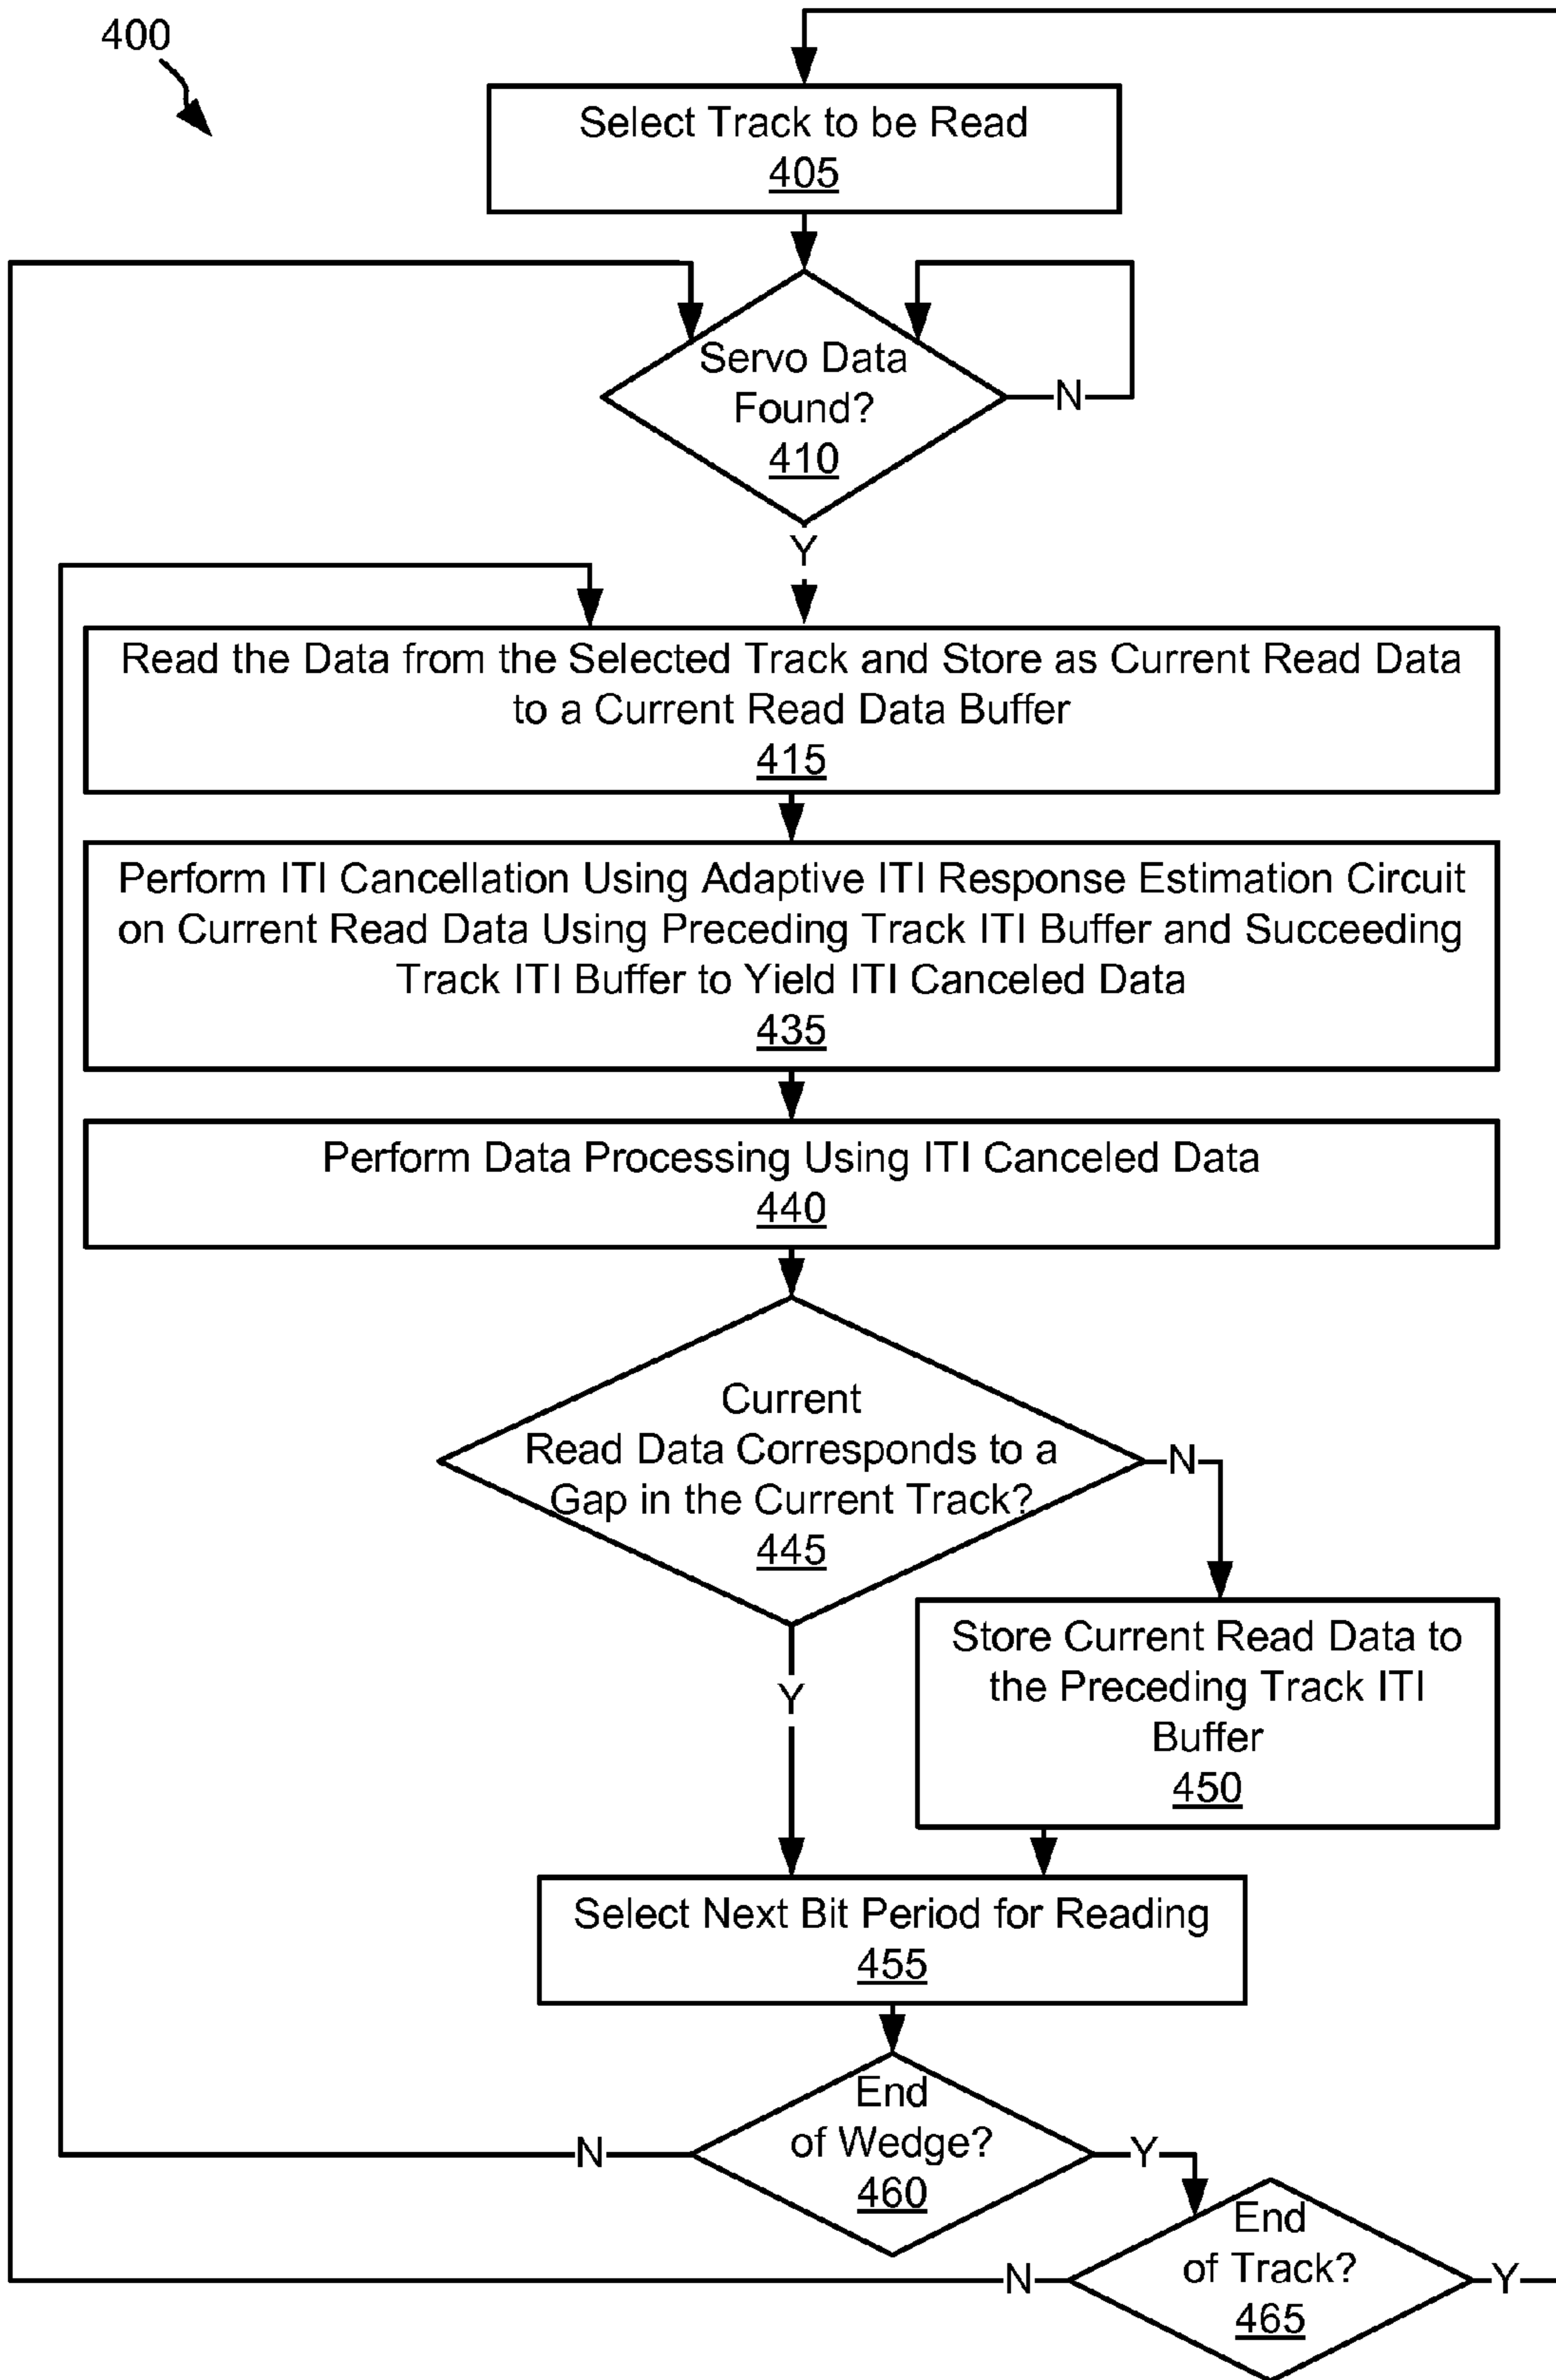 400
Select Track to be Read
405
Servo Data
Found?
410
N
Y
Read the Data from the Selected Track and Store as Current Read Data
to a Current Read Data Buffer
415
Perform ITI Cancellation Using Adaptive ITI Response Estimation Circuit
on Current Read Data Using Preceding Track ITI Buffer and Succeeding
Track ITI Buffer to Yield ITI Canceled Data
435
Perform Data Processing Using ITI Canceled Data
440
Current
Read Data Corresponds to a
Gap in the Current Track?
445
N
Y
Store Current Read Data to
the Preceding Track ITI
Buffer
450
Select Next Bit Period for Reading
455
End
of Wedge?
460
N
Y
End
of Track?
465
N
Y